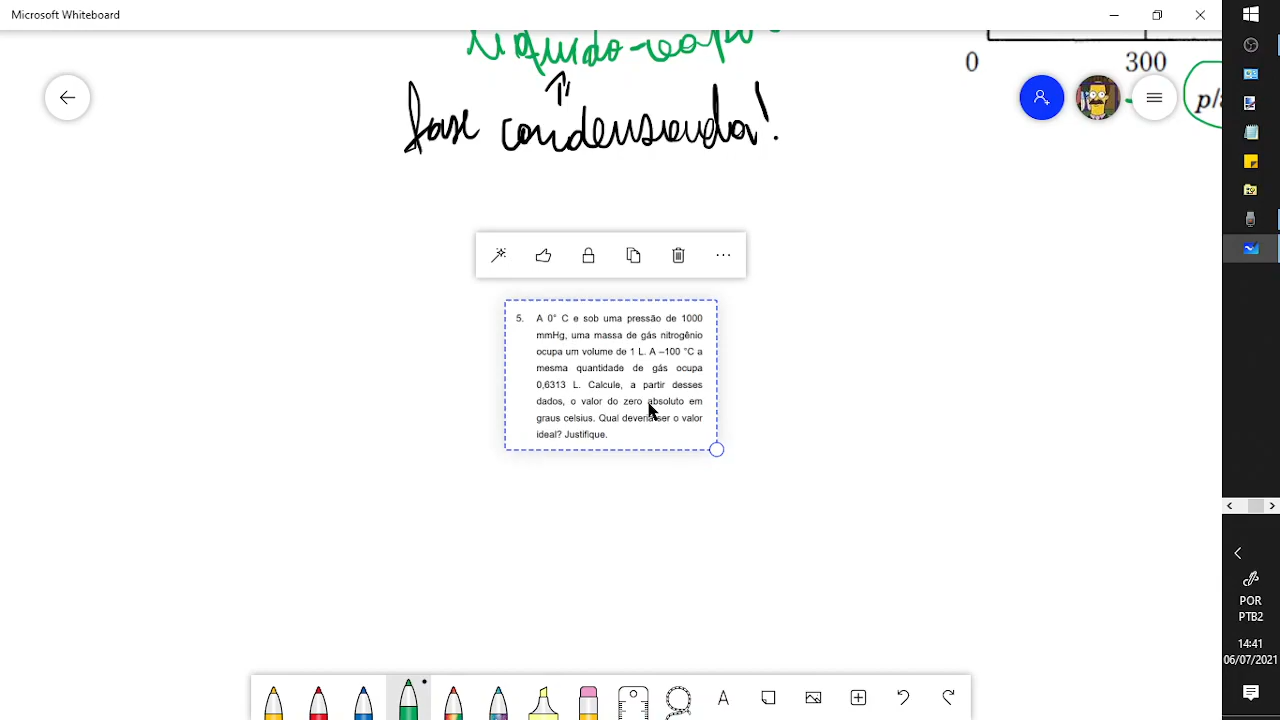 Microsoft Whiteboard
líquido-vapor
0 300
fase condensada!
p/
5. A 0° C e sob uma pressão de 1000
mmHg, uma massa de gás nitrogênio
ocupa um volume de 1 L. A –100 °C a
mesma quantidade de gás ocupa
0,6313 L. Calcule, a partir desses
dados, o valor do zero absoluto em
graus celsius. Qual deveria ser o valor
ideal? Justifique.
POR
PTB2
14:41
06/07/2021
A